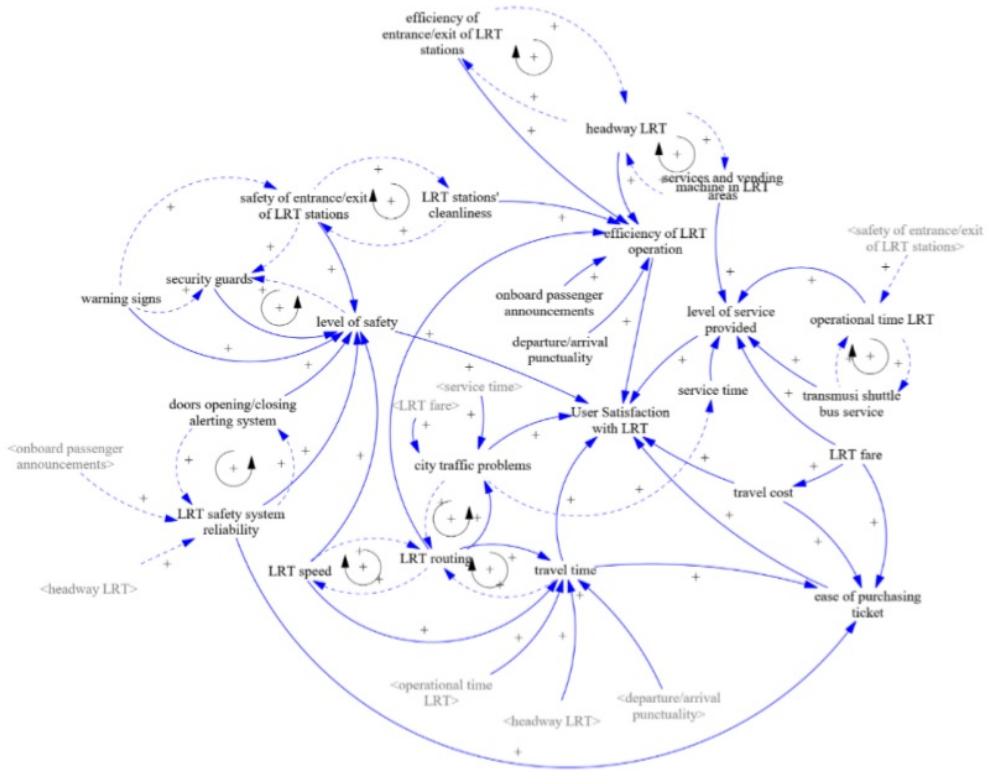 efficiency of
entrance/exit of LRT
stations
headway LRT
services and vending
machine in LRT
areas
safety of entrance/exit
of LRT stations
LRT stations'
cleanliness
efficiency of LRT
operation
<safety of entrance/exit
of LRT stations>
security guards
warning signs
level of safety
onboard passenger
announcements
departure/arrival
punctuality
level of service
provided
operational time LRT
<service time>
<LRT fare>
service time
transmusi shuttle
bus service
doors opening/closing
alerting system
User Satisfaction
with LRT
<onboard passenger
announcements>
city traffic problems
LRT fare
travel cost
LRT safety system
reliability
LRT speed
LRT routing
travel time
<headway LRT>
ease of purchasing
ticket
<operational time
LRT>
<headway LRT>
<departure/arrival
punctuality>